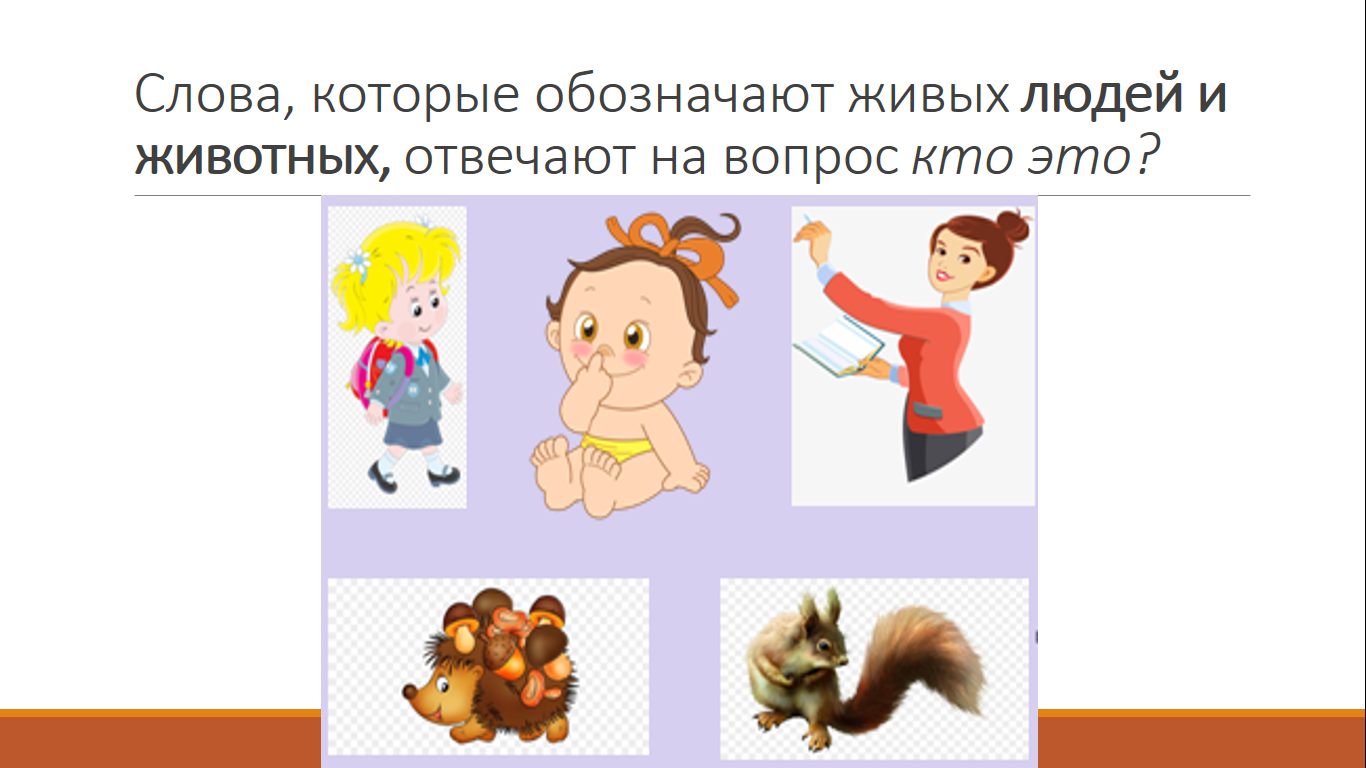 Слова, которые обозначают живых людей и
животных, отвечают на вопрос кто это?